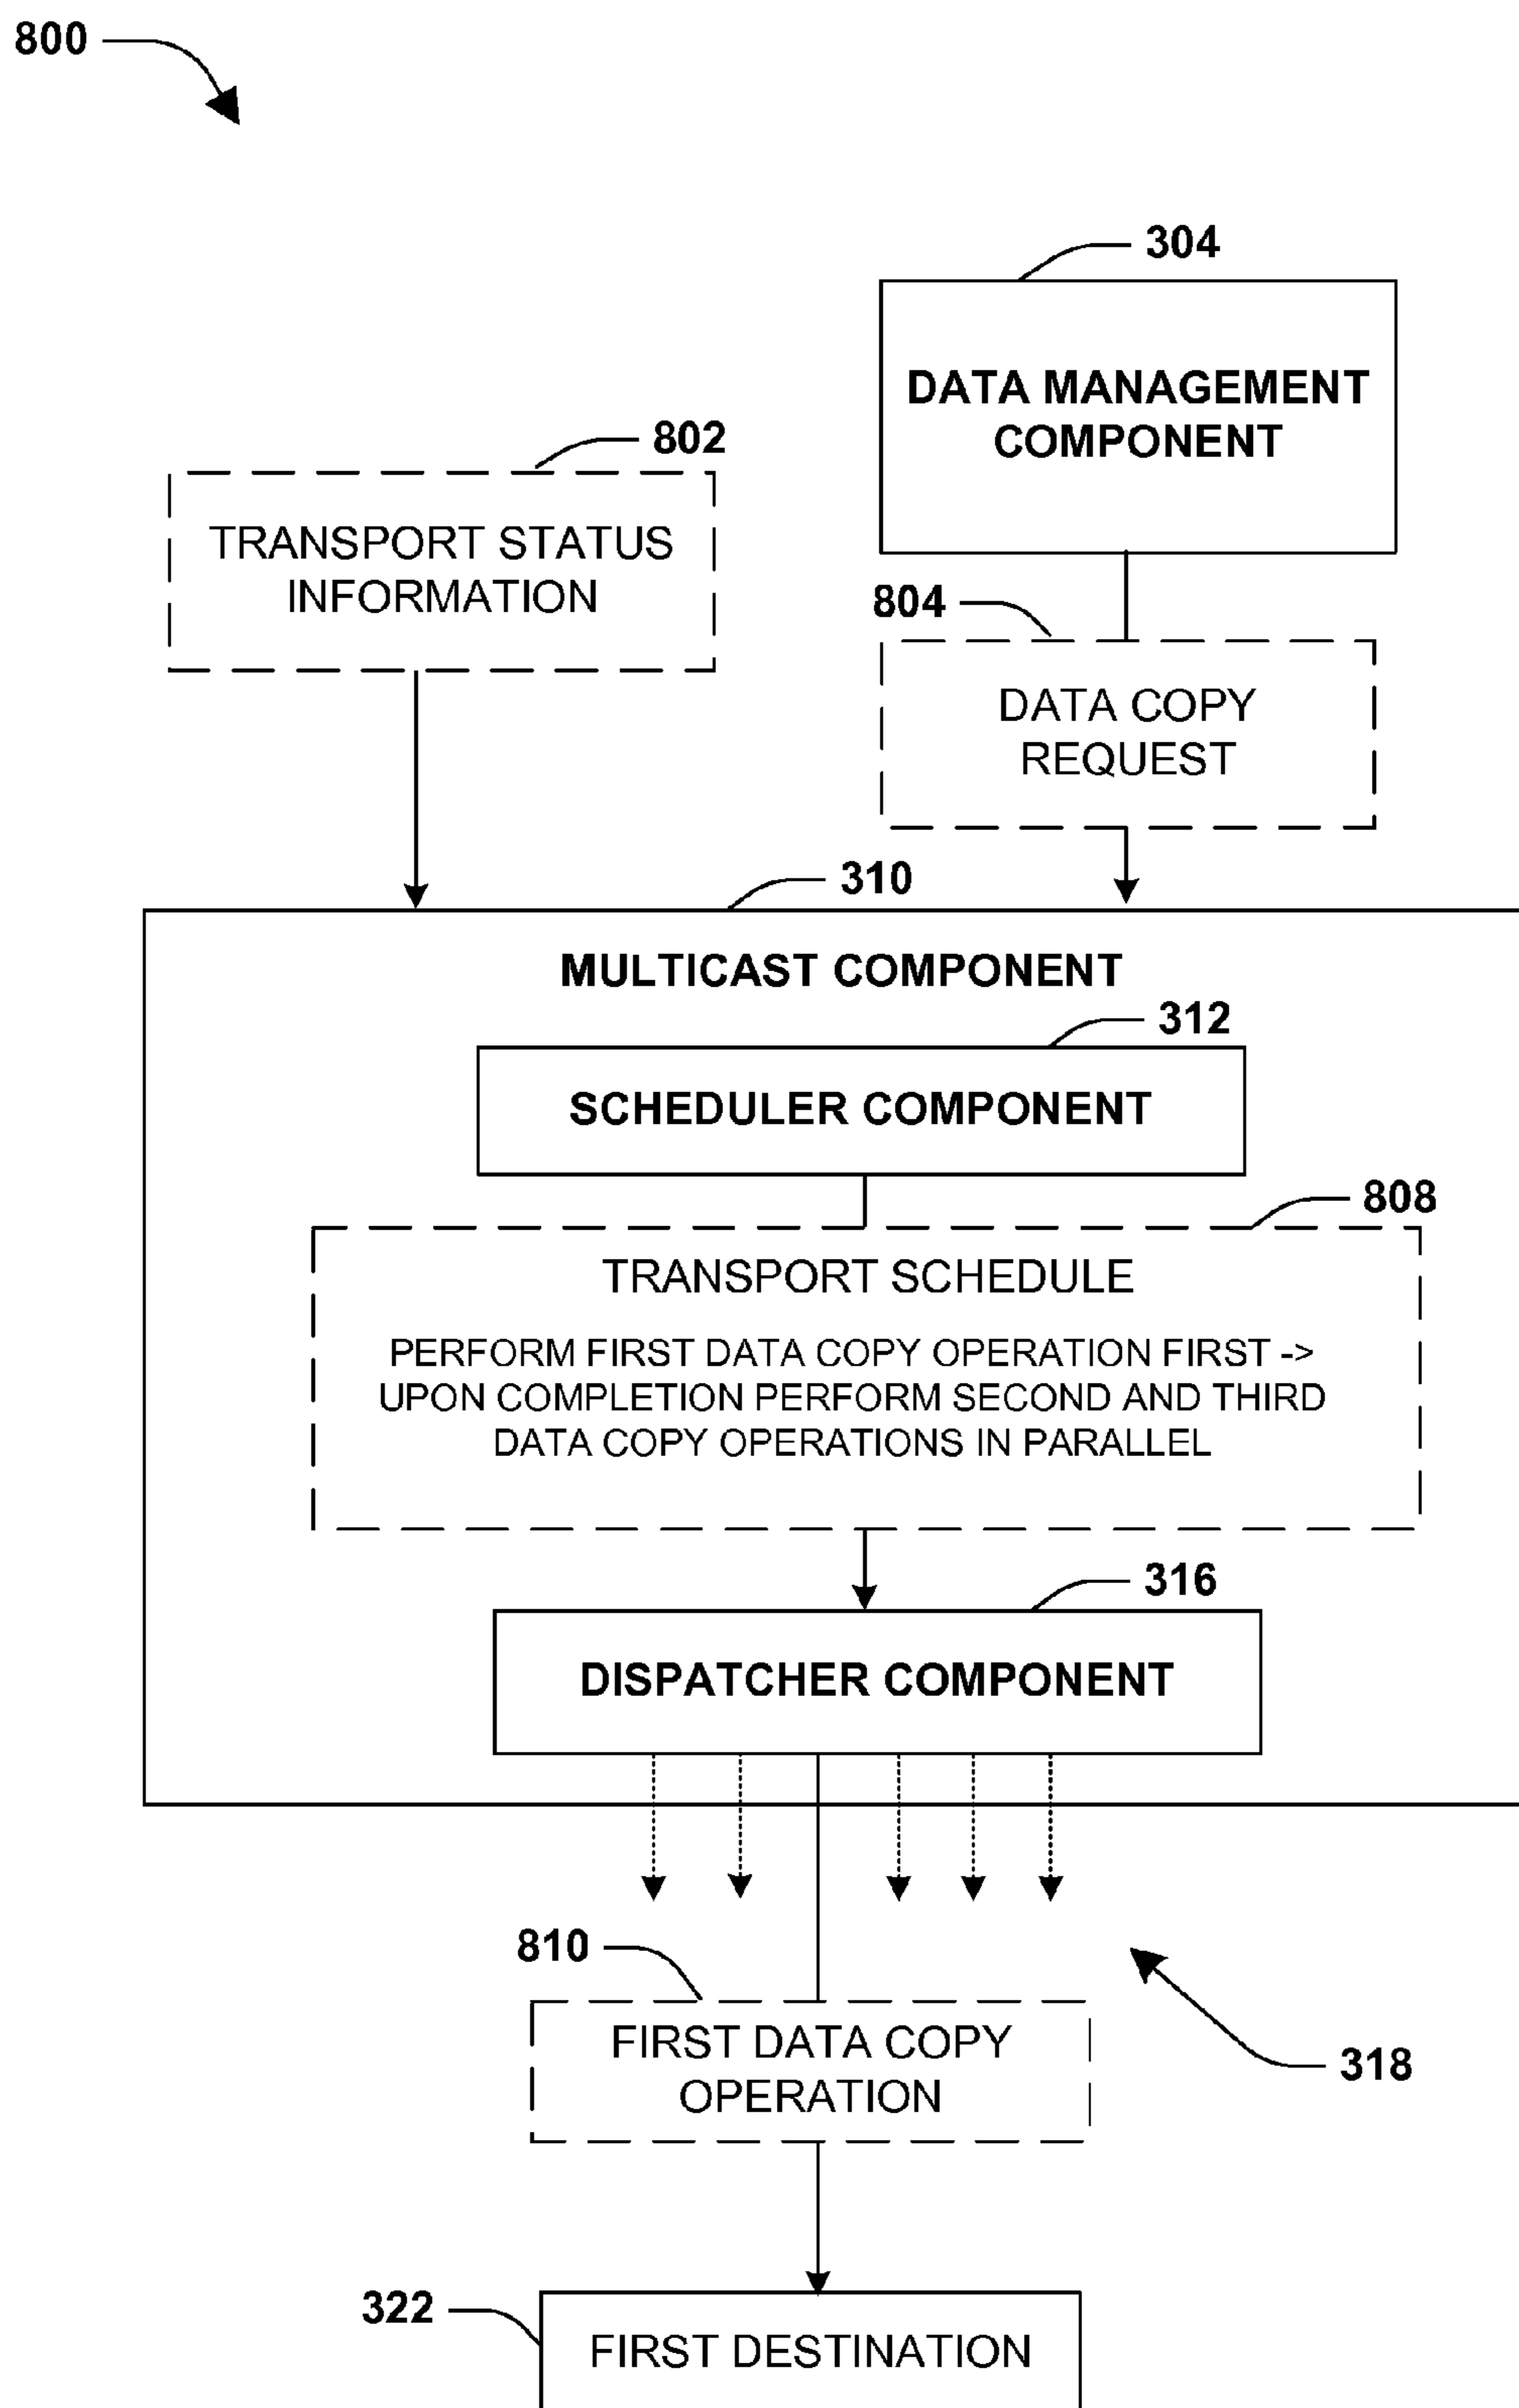 800
304
DATA MANAGEMENT
COMPONENT
802
TRANSPORT STATUS
INFORMATION
804
DATA COPY
REQUEST
310
MULTICAST COMPONENT
312
SCHEDULER COMPONENT
808
TRANSPORT SCHEDULE
PERFORM FIRST DATA COPY OPERATION FIRST ->
UPON COMPLETION PERFORM SECOND AND THIRD
DATA COPY OPERATIONS IN PARALLEL
316
DISPATCHER COMPONENT
810
FIRST DATA COPY
OPERATION
318
322
FIRST DESTINATION